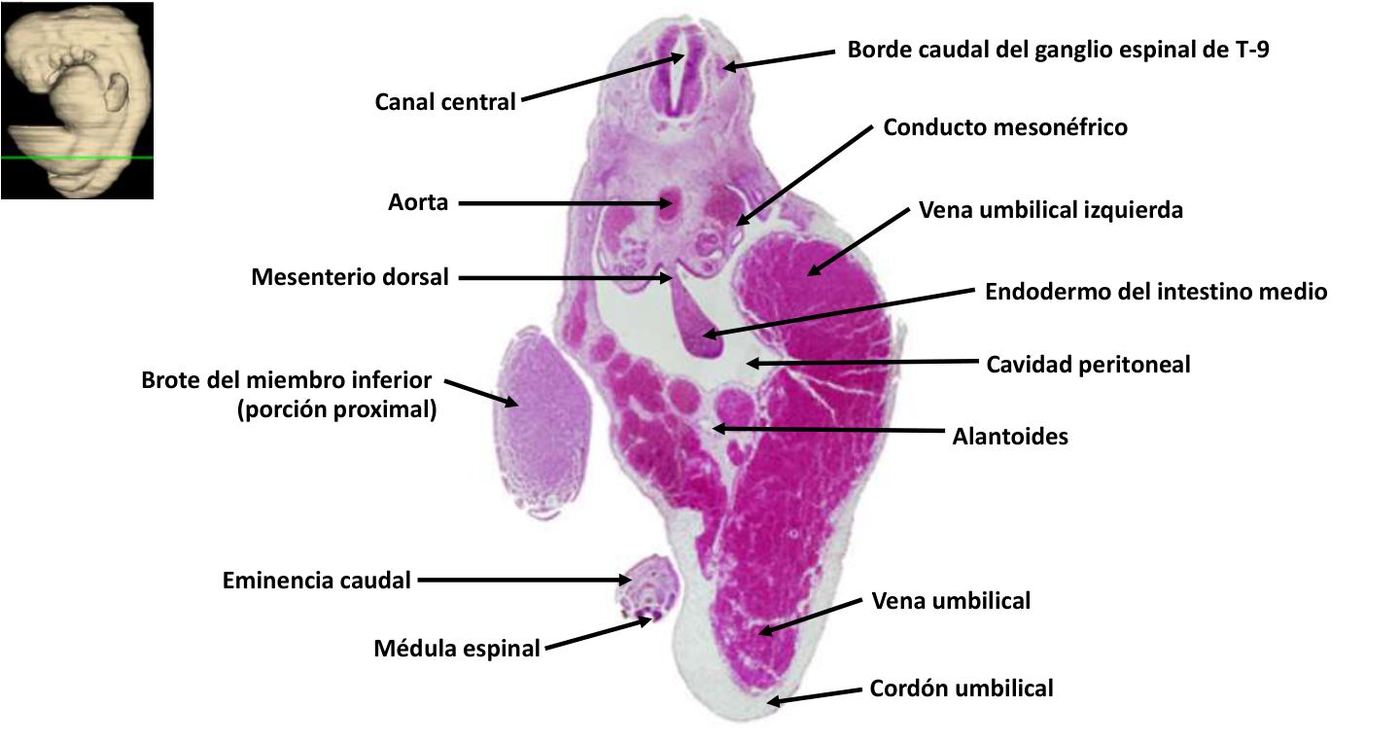 Borde caudal del ganglio espinal de T-9
Canal central
Conducto mesonéfrico
Aorta
Vena umbilical izquierda
Mesenterio dorsal
Endodermo del intestino medio
Cavidad peritoneal
Brote del miembro inferior
(porción proximal)
Alantoides
Eminencia caudal
Vena umbilical
Médula espinal
Cordón umbilical